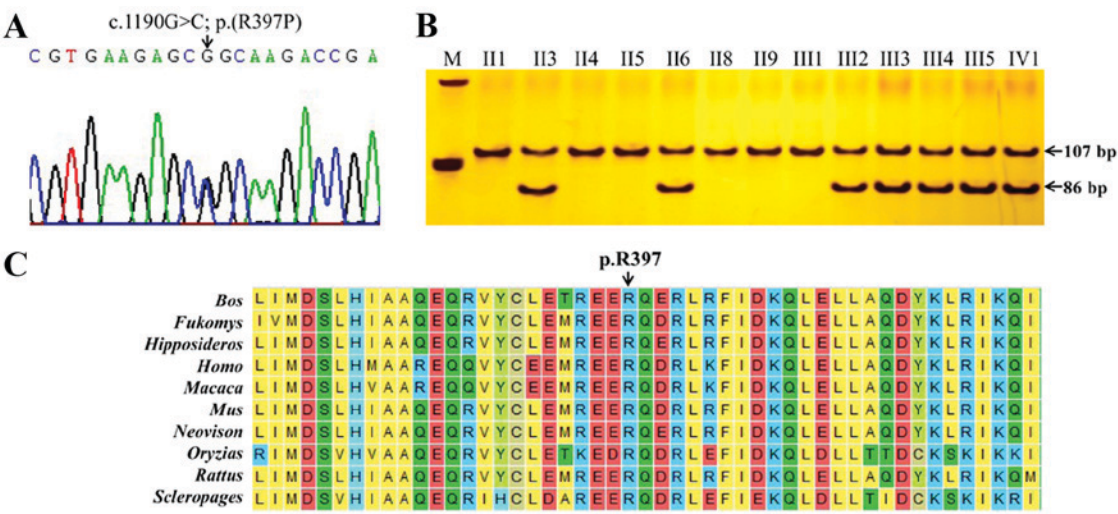 A
c.1190G>C; p.(R397P)
C G T G A A G A G C G G C A A G A C C G A
B
M II1 II3 II4 II5 II6 II8 II9 III1 III2 III3 III4 III5 IV1
107 bp
86 bp
C
p.R397
Bos L I M D S L H I A A Q E Q R V Y C L E T R E E R Q E R L R F I D K Q L E L L A Q D Y K L R I K Q I
Fukomys I V M D S L H I A A Q E Q R V Y C L E M R E E R Q D R L R F I D K Q L E L L A Q D Y K L R I K Q I
Hipposideros L I M D S L H I A A Q E Q R V Y C L E M R E E R Q D R L R F I D K Q L E L L A Q D Y K L R I K Q I
Homo L I M D S L H M A A R E Q Q V Y C E E M R E E R Q D R L K F I D K Q L E L L A Q D Y K L R I K Q I
Macaca L I M D S L H V A A R E Q Q V Y C E E M R E E R Q D R L K F I D K Q L E L L A Q D Y K L R I K Q I
Mus L I M D S L H I A A Q E Q R V Y C L E M R E E R Q D R L R F I D K Q L E L L A Q D Y K L R I K Q I
Neovison L I M D S L H I A A Q E Q R V Y C L E M R E E R Q D R L R F I D K Q L E L L A Q D Y K L R I K Q I
Oryzias R I M D S V H V A A Q E Q R V Y C L E T K E D R Q D R L E F I D K Q L D L L T T D C K S K I K K I
Rattus L I M D S L H I A A Q E Q R V Y C L E M R E E R Q D R L R F I D K Q L E L L A Q D Y K L R I K Q M
Scleropages L I M D S V H I A A Q E Q R I H C L D A R E E R Q D R L E F I E K Q L D L L T I D C K S K I K R I